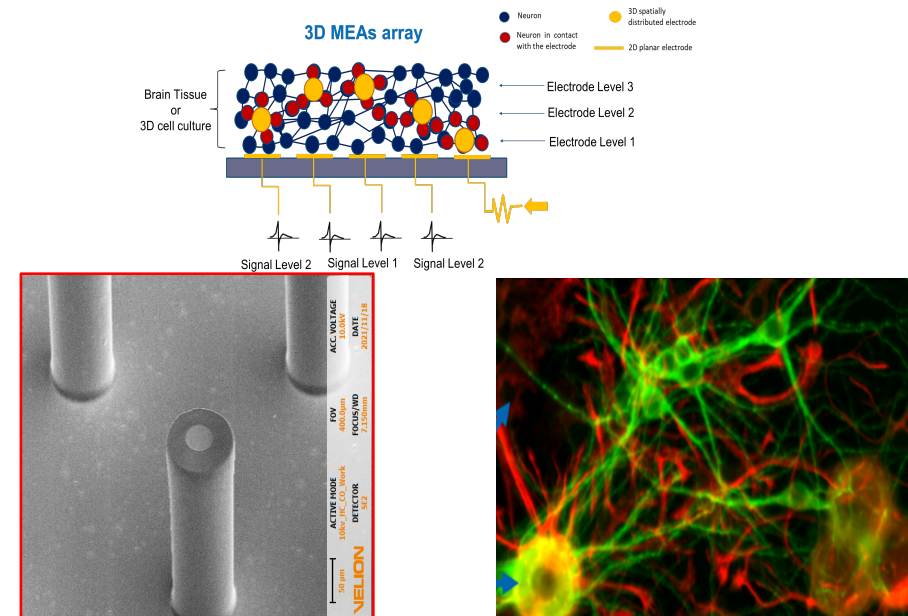 3D MEAs array
Neuron
Neuron in contact
with the electrode
3D spatially
distributed electrode
2D planar electrode
Brain Tissue
or
3D cell culture
Electrode Level 3
Electrode Level 2
Electrode Level 1
Signal Level 2
Signal Level 1
Signal Level 2
ACC. VOLTAGE
10.0kV
DATE
2021/11/18
FOV
400.0µm
FOCUS/WD
7.150mm
ACTIVE MODE
10kv_HC_CO_Work
DETECTOR
SE2
50 µm
VELION